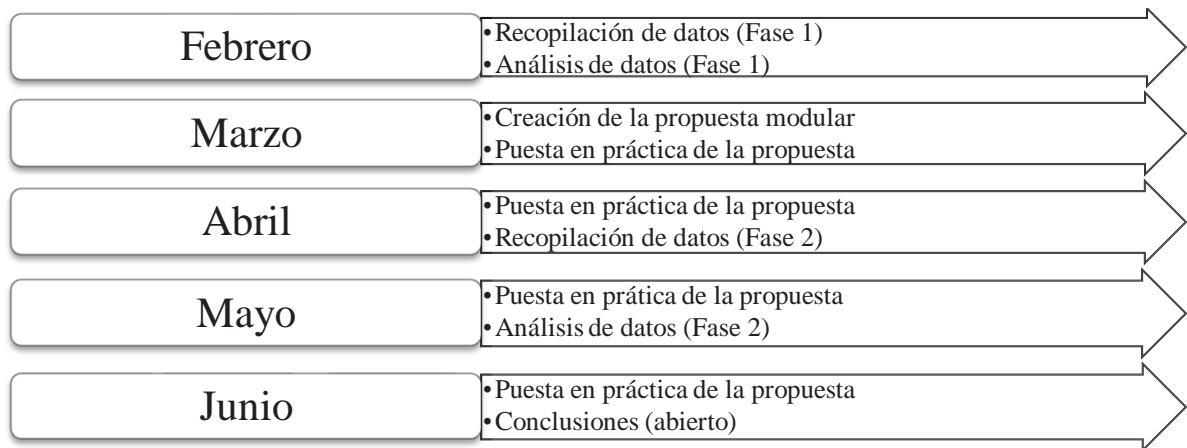 Febrero
•Recopilación de datos (Fase 1)
•Análisis de datos (Fase 1)
Marzo
•Creación de la propuesta modular
•Puesta en práctica de la propuesta
Abril
•Puesta en práctica de la propuesta
•Recopilación de datos (Fase 2)
Mayo
•Puesta en prática de la propuesta
•Análisis de datos (Fase 2)
Junio
•Puesta en práctica de la propuesta
•Conclusiones (abierto)